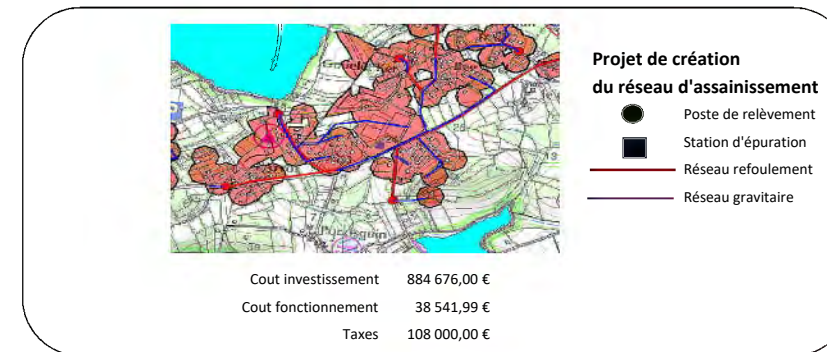 Projet de création
du réseau d'assainissement
Poste de relèvement
Station d'épuration
Réseau refoulement
Réseau gravitaire
Cout investissement 884 676,00 €
Cout fonctionnement 38 541,99 €
Taxes 108 000,00 €